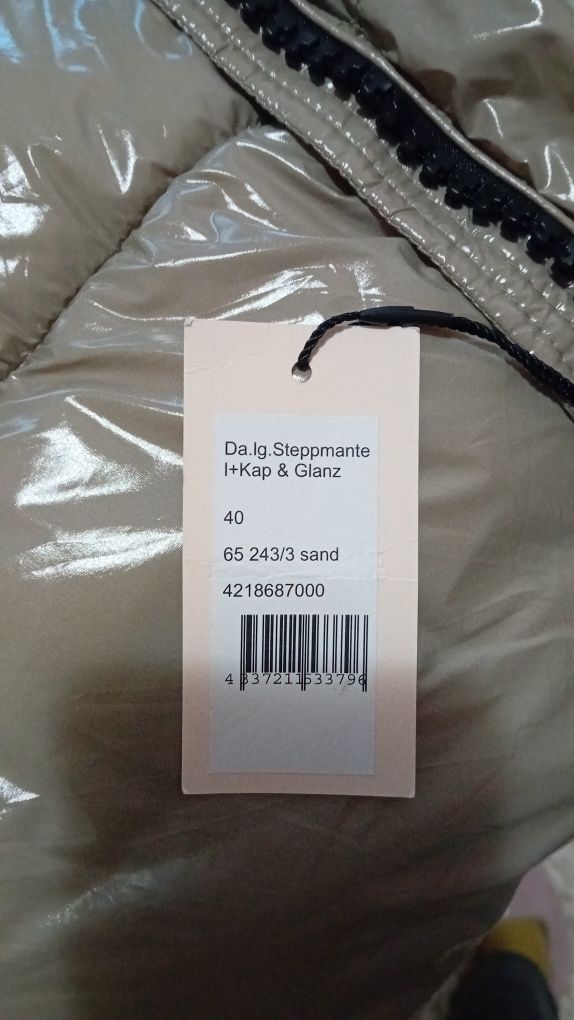 Da.lg.Steppmante
l+Kap & Glanz
40
65 243/3 sand
4218687000
4 337211 533796